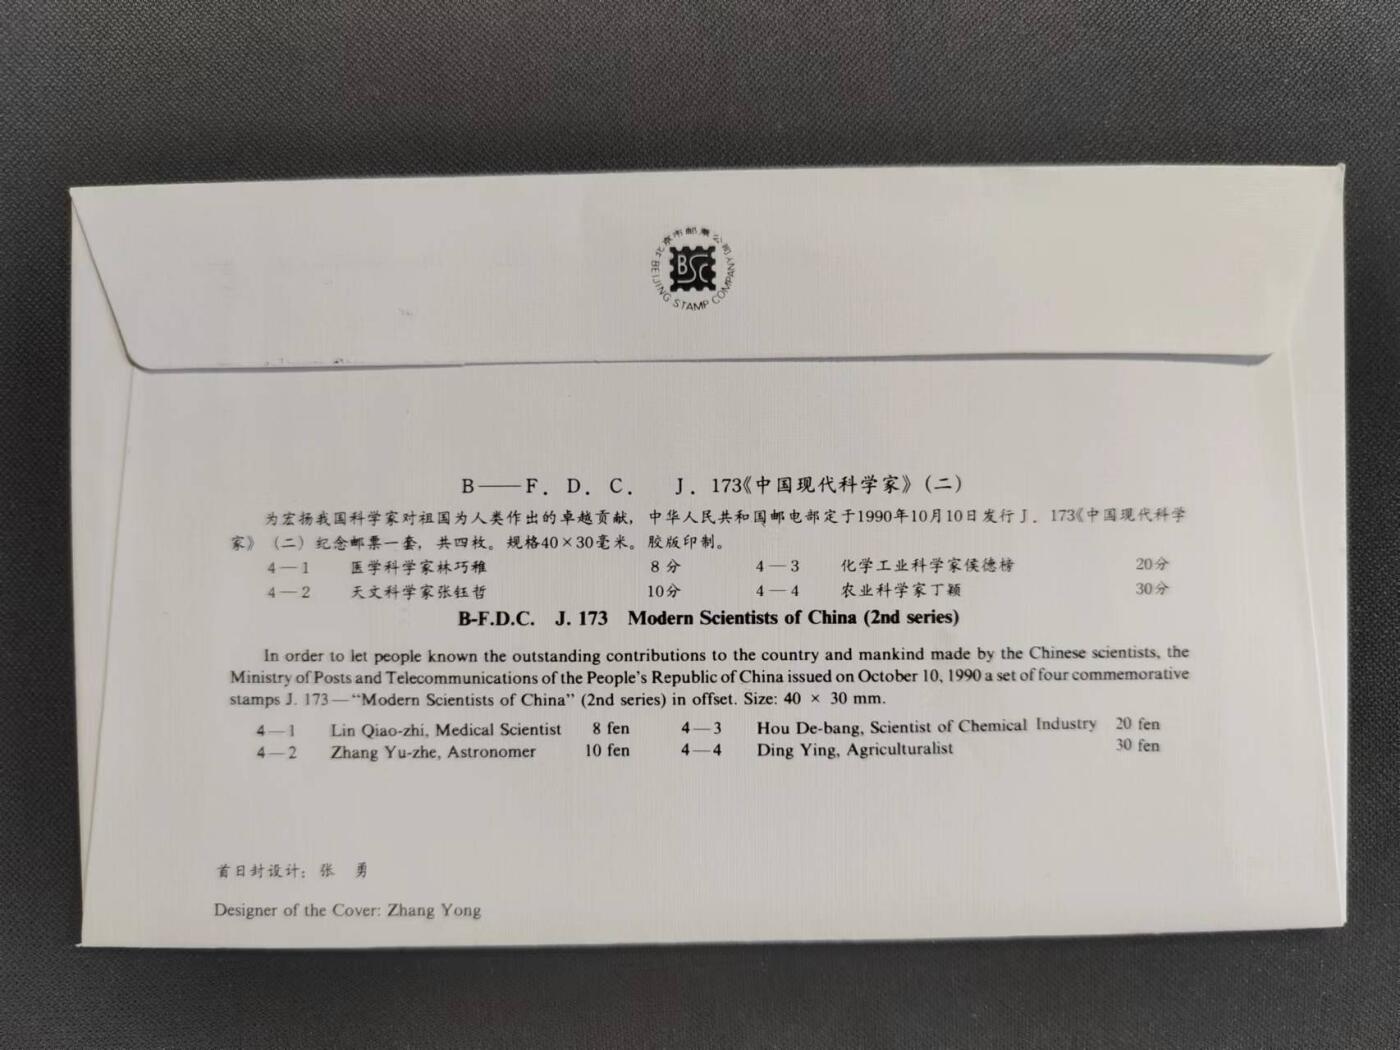 北京市邮票公司
BSC
BEIJING STAMP COMPANY
B——F．D．C．　J．173《中国现代科学家》（二）
为宏扬我国科学家对祖国为人类作出的卓越贡献，中华人民共和国邮电部定于1990年10月10日发行J．173《中国现代科学
家》（二）纪念邮票一套，共四枚。规格40×30毫米。胶版印制。
4—1 医学科学家林巧稚 8分 4—3 化学工业科学家侯德榜 20分
4—2 天文科学家张钰哲 10分 4—4 农业科学家丁颖 30分
B-F.D.C. J. 173 Modern Scientists of China (2nd series)
In order to let people known the outstanding contributions to the country and mankind made by the Chinese scientists, the
Ministry of Posts and Telecommunications of the People's Republic of China issued on October 10, 1990 a set of four commemorative
stamps J. 173—"Modern Scientists of China" (2nd series) in offset. Size: 40 × 30 mm.
4—1 Lin Qiao-zhi, Medical Scientist 8 fen 4—3 Hou De-bang, Scientist of Chemical Industry 20 fen
4—2 Zhang Yu-zhe, Astronomer 10 fen 4—4 Ding Ying, Agriculturalist 30 fen
首日封设计：张　勇
Designer of the Cover: Zhang Yong